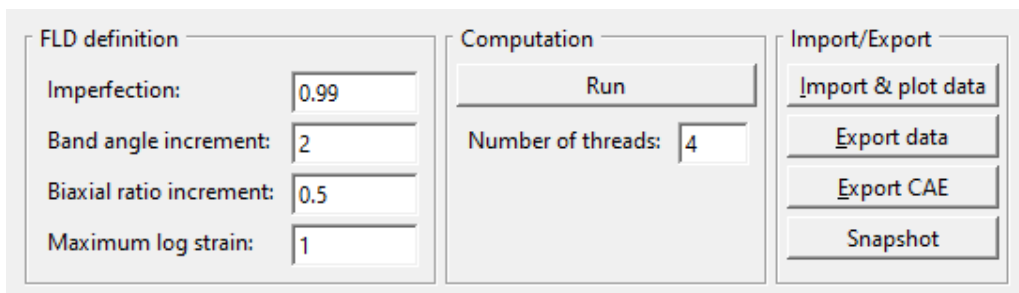 FLD definition
Imperfection: 0.99
Band angle increment: 2
Biaxial ratio increment: 0.5
Maximum log strain: 1
Computation
Run
Number of threads: 4
Import/Export
Import & plot data
Export data
Export CAE
Snapshot